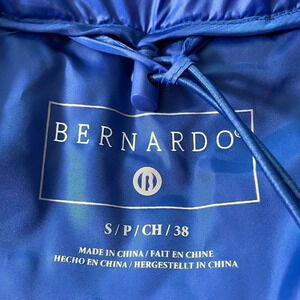 BERNARDO®
B
S / P / CH / 38
MADE IN CHINA / FAIT EN CHINE
HECHO EN CHINA / HERGESTELLT IN CHINA